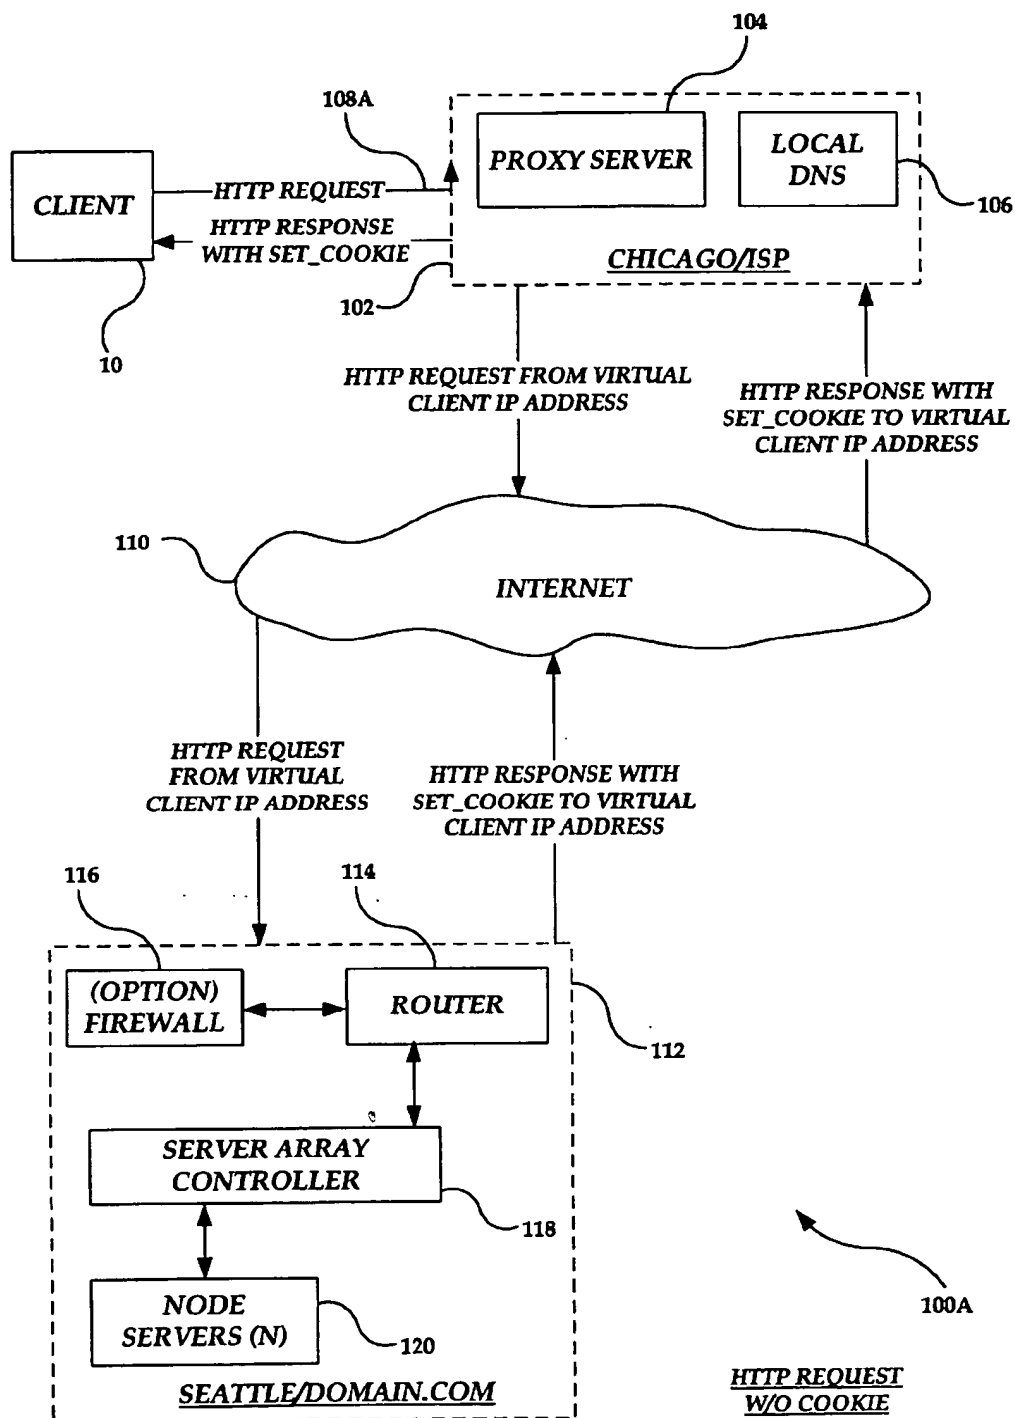 104
108A
PROXY SERVER
LOCAL
DNS
CLIENT
HTTP REQUEST
HTTP RESPONSE
WITH SET_COOKIE
106
CHICAGO/ISP
102
10
HTTP REQUEST FROM VIRTUAL
CLIENT IP ADDRESS
HTTP RESPONSE WITH
SET_COOKIE TO VIRTUAL
CLIENT IP ADDRESS
110
INTERNET
HTTP REQUEST
FROM VIRTUAL
CLIENT IP ADDRESS
HTTP RESPONSE WITH
SET_COOKIE TO VIRTUAL
CLIENT IP ADDRESS
116
114
(OPTION)
FIREWALL
ROUTER
112
SERVER ARRAY
CONTROLLER
118
NODE
SERVERS (N)
120
100A
SEATTLE/DOMAIN.COM
HTTP REQUEST
W/O COOKIE